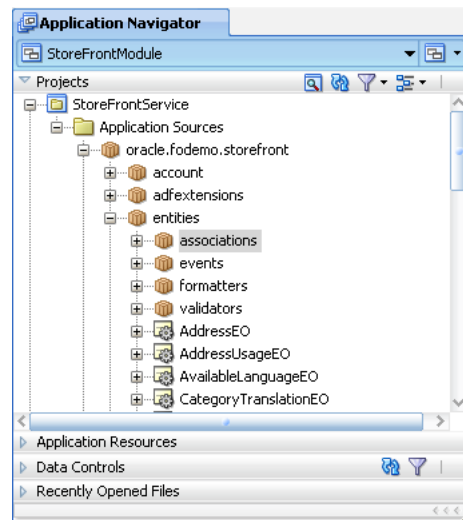 Application Navigator
StoreFrontModule
Projects
StoreFrontService
Application Sources
oracle.fodemo.storefront
account
adfextensions
entities
associations
events
formatters
validators
AddressEO
AddressUsageEO
AvailableLanguageEO
CategoryTranslationEO
Application Resources
Data Controls
Recently Opened Files